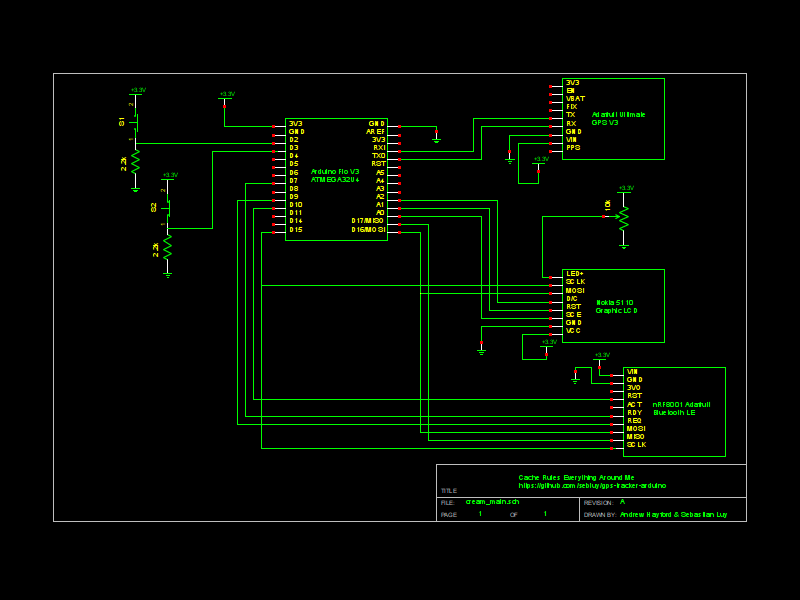 +3.3V
2
S1
1
2.2k
+3.3V
2
S2
1
2.2k
+3.3V
3V3
GND
D2
D3
D4
D5
D6
D7
D8
D9
D10
D11
D14
D15
Arduino Fio V3
ATMEGA32U4
GND
AREF
3V3
RX1
TX0
RST
A5
A4
A3
A2
A1
A0
D17/MISO
D16/MOSI
3V3
EN
VBAT
FIX
TX
RX
GND
VIN
PPS
Adafruit Ultimate
GPS V3
+3.3V
+3.3V
10k
LED+
SCLK
MOSI
D/C
RST
SCE
GND
VCC
Nokia 5110
Graphic LCD
+3.3V
+3.3V
VIN
GND
3VO
RST
ACT
RDY
REQ
MOSI
MISO
SCLK
nRF8001 Adafruit
Bluetooth LE
TITLE:
Cache Rules Everything Around Me
https://github.com/sebluy/gps-tracker-arduino
FILE: cream_main.sch
REVISION: A
PAGE: 1 OF 1
DRAWN BY: Andrew Hayford & Sebastian Luy